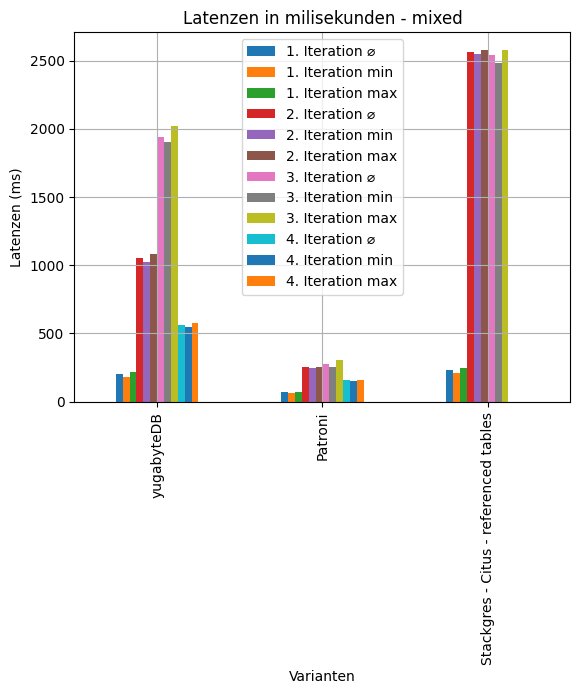 Latenzen in milisekunden - mixed
2500
2000
1500
1000
500
0
Latenzen (ms)
1. Iteration ⌀
1. Iteration min
1. Iteration max
2. Iteration ⌀
2. Iteration min
2. Iteration max
3. Iteration ⌀
3. Iteration min
3. Iteration max
4. Iteration ⌀
4. Iteration min
4. Iteration max
yugabyteDB
Patroni
Stackgres - Citus - referenced tables
Varianten